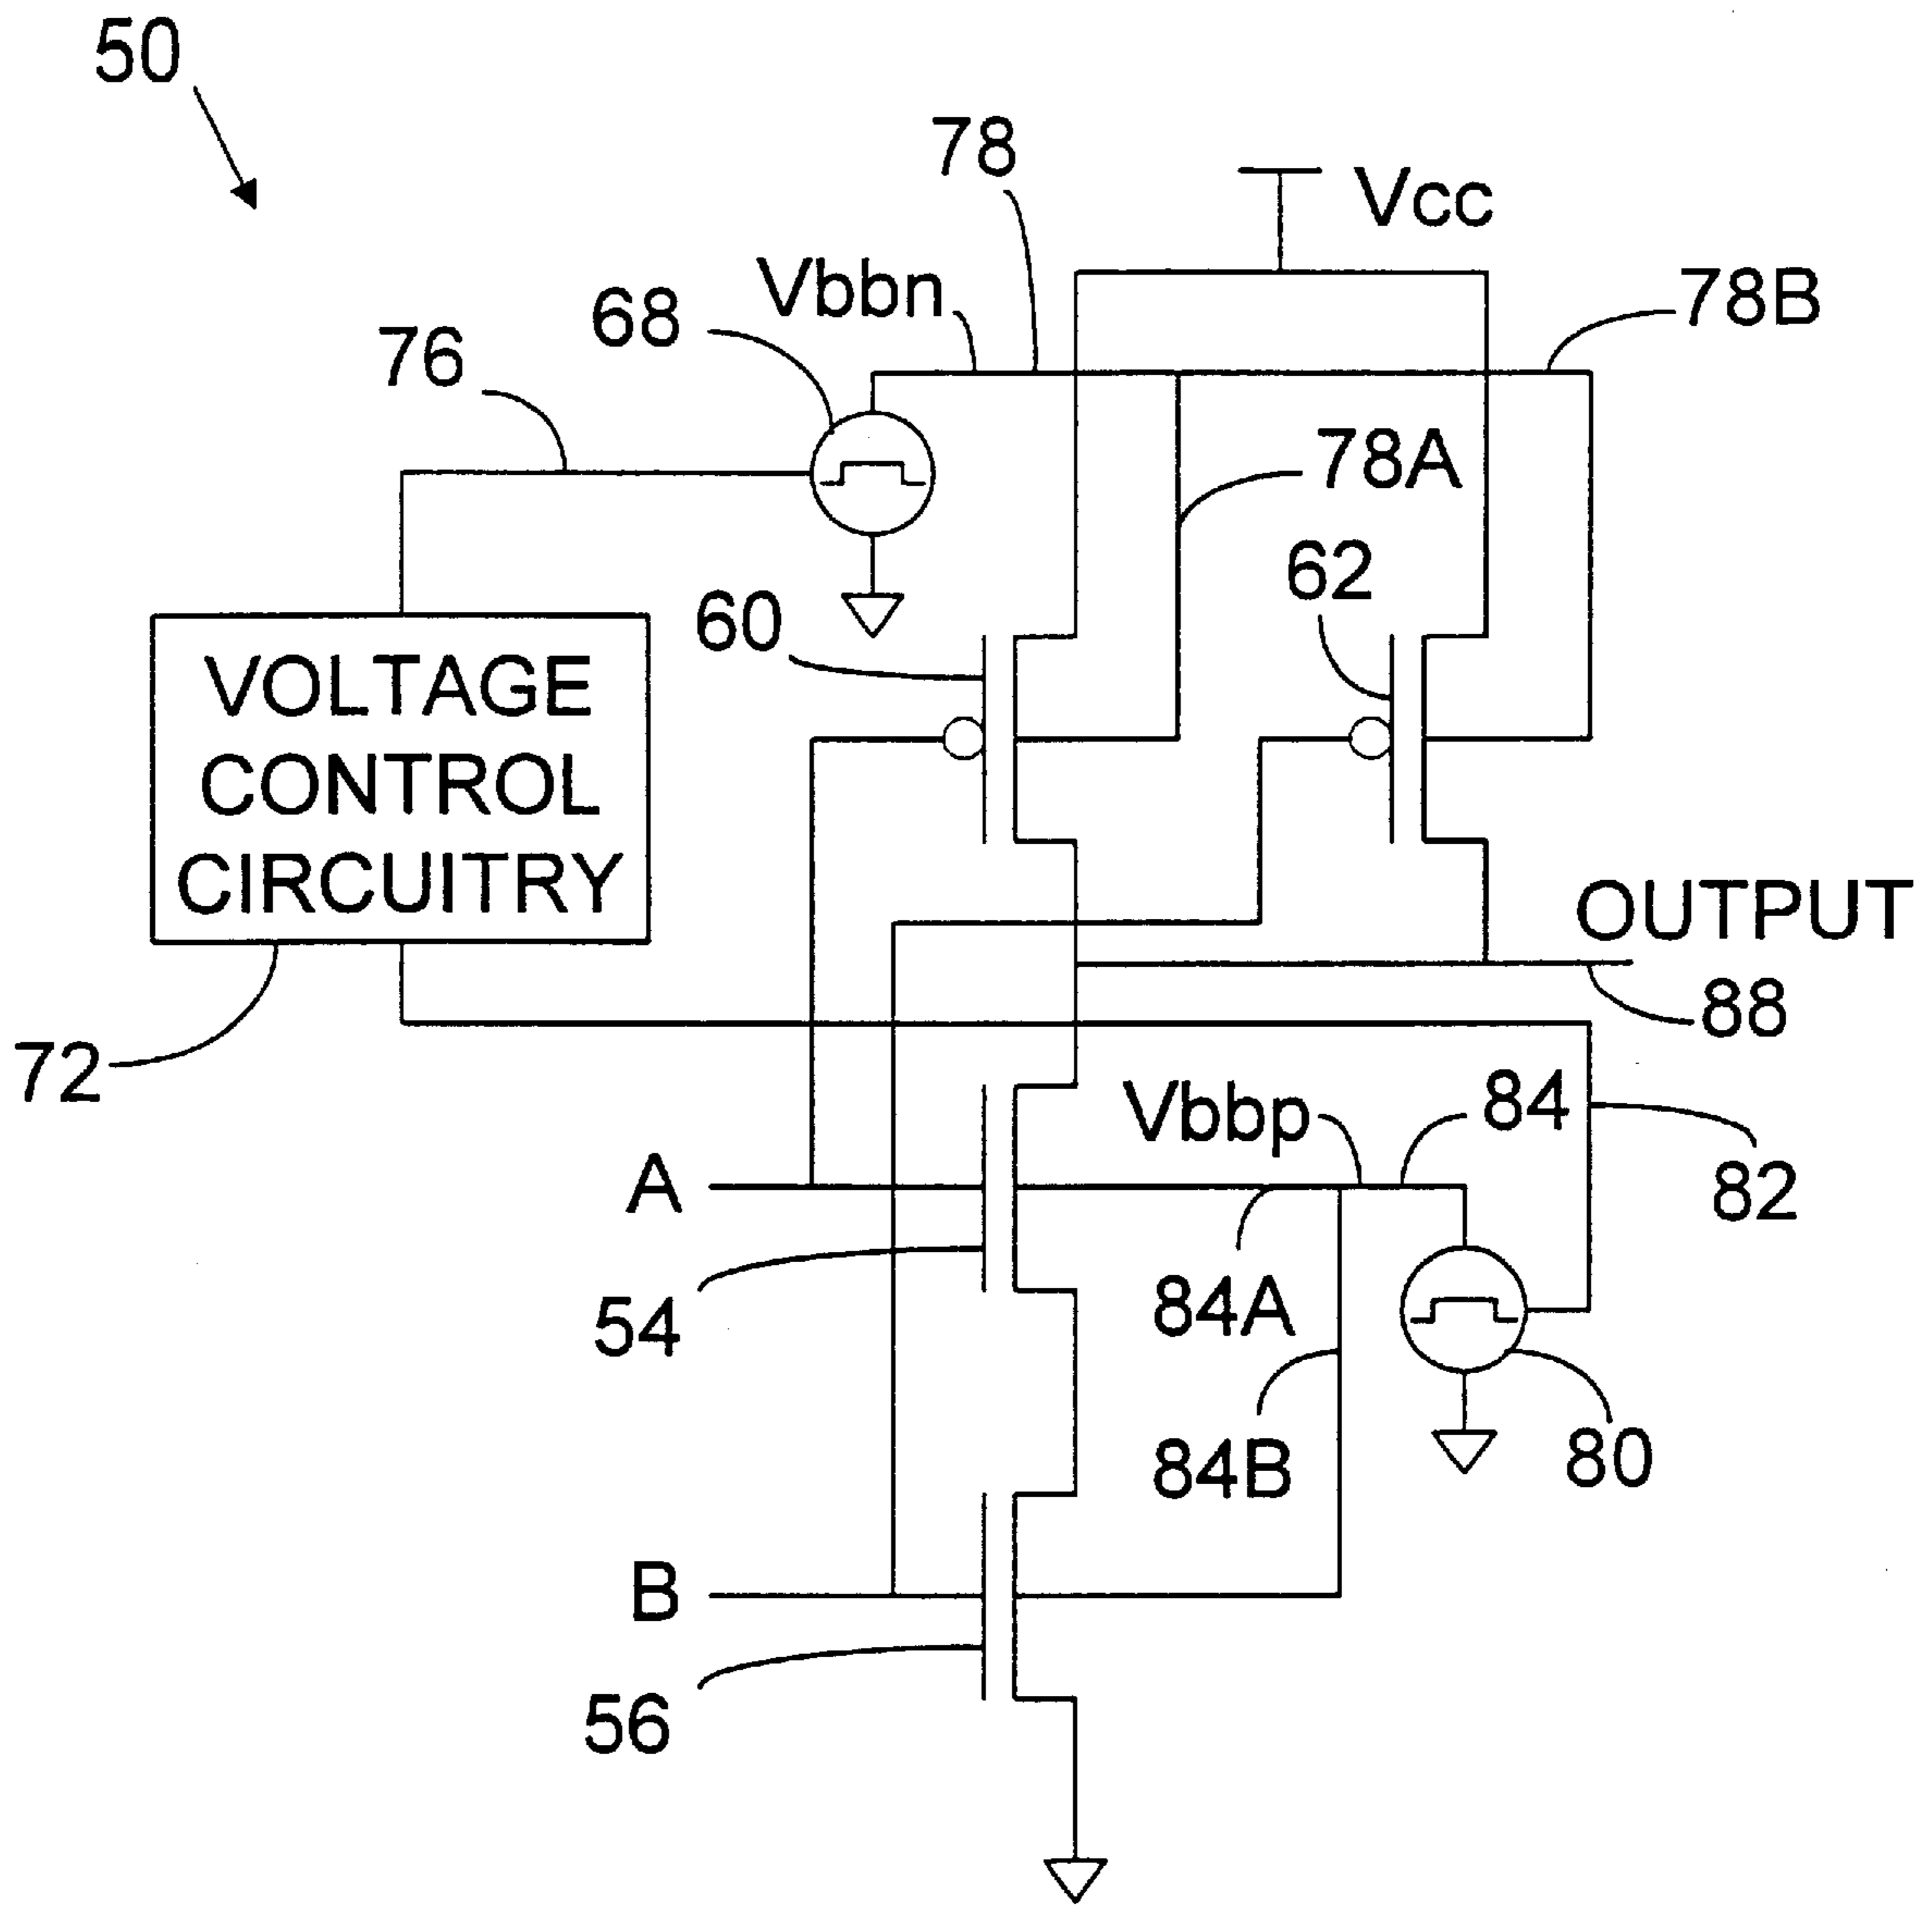 50
78
Vcc
Vbbn
78B
68
76
78A
62
60
VOLTAGE
CONTROL
CIRCUITRY
OUTPUT
88
72
Vbbp
84
A
82
84A
54
84B
80
B
56